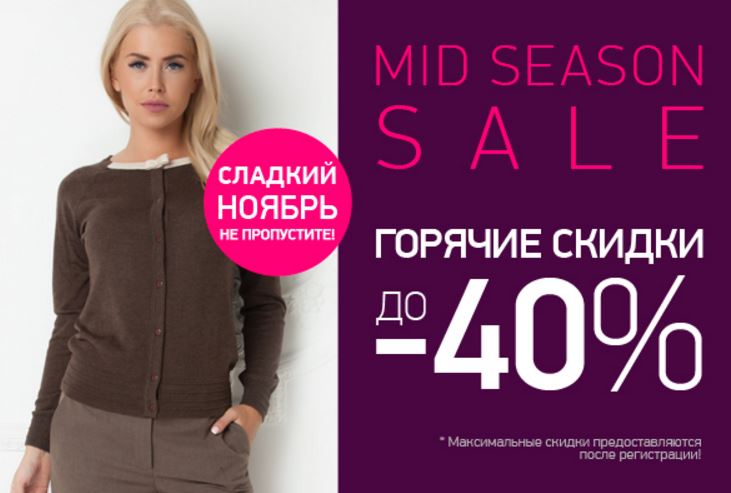 СЛАДКИЙ
НОЯБРЬ
НЕ ПРОПУСТИТЕ!
MID SEASON
SALE
ГОРЯЧИЕ СКИДКИ
ДО
-40%
* Максимальные скидки предоставляются
после регистрации!